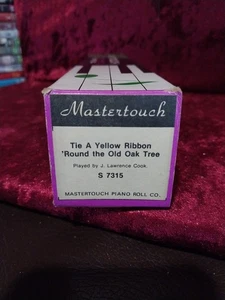 Mastertouch
Tie A Yellow Ribbon
'Round the Old Oak Tree
Played by J. Lawrence Cook.
S 7315
MASTERTOUCH PIANO ROLL CO.